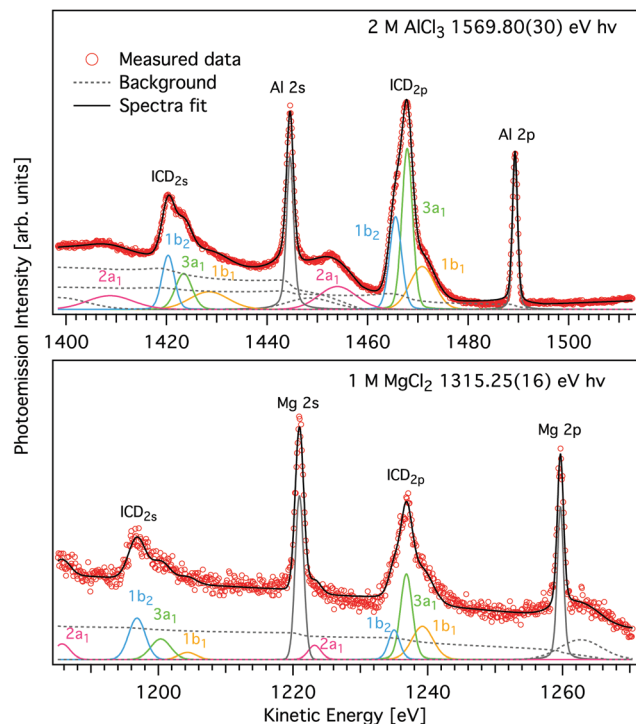 2 M AlCl₃ 1569.80(30) eV hv
Measured data
Background
Spectra fit
Al 2s
ICD₂ₚ
Al 2p
ICD₂ₛ
3a₁
1b₂
1b₂
3a₁
1b₁
2a₁
1b₁
2a₁
1400 1420 1440 1460 1480 1500
Photoemission Intensity [arb. units]
1 M MgCl₂ 1315.25(16) eV hv
Mg 2s
Mg 2p
ICD₂ₚ
ICD₂ₛ
1b₂
3a₁
3a₁
2a₁
1b₁
2a₁
1b₂
1b₁
1200 1220 1240 1260
Kinetic Energy [eV]